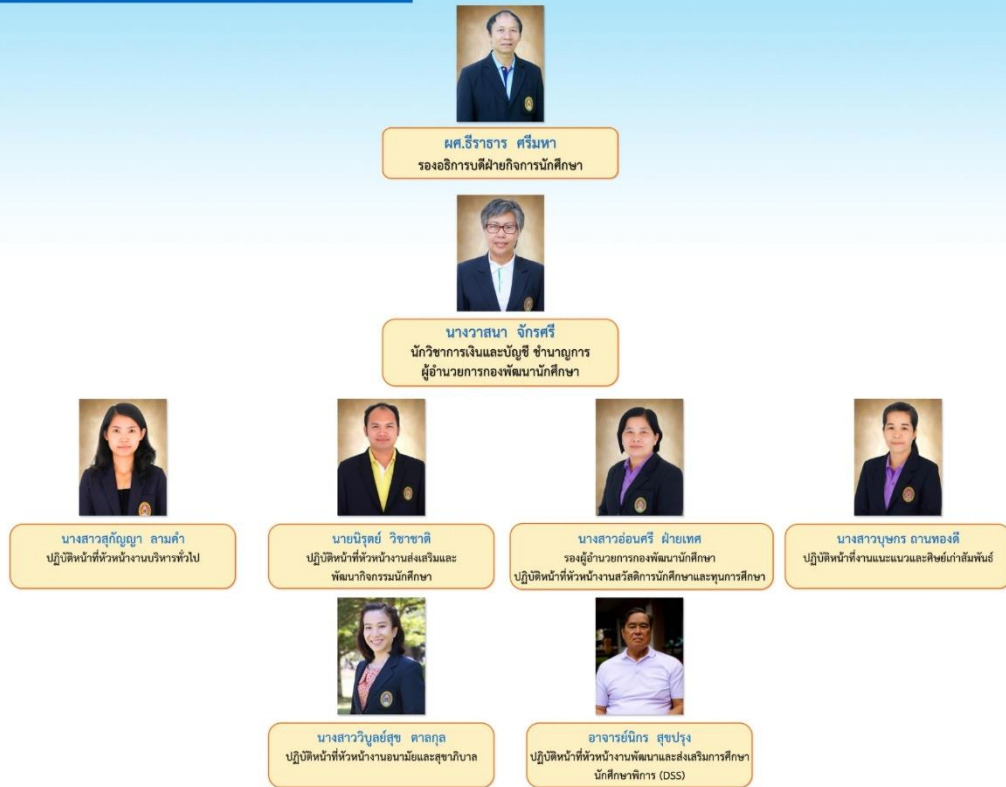 ผศ.ธีราธาร ศรีมหา
รองอธิการบดีฝ่ายกิจการนักศึกษา
นางวาสนา จักรศรี
นักวิชาการเงินและบัญชี ชำนาญการ
ผู้อำนวยการกองพัฒนานักศึกษา
นางสาวสุกัญญา ลามคำ
ปฏิบัติหน้าที่หัวหน้างานบริหารทั่วไป
นายนิรุตย์ วิชาชาติ
ปฏิบัติหน้าที่หัวหน้างานส่งเสริมและ
พัฒนากิจกรรมนักศึกษา
นางสาวอ่อนศรี ฝ่ายเทศ
รองผู้อำนวยการกองพัฒนานักศึกษา
ปฏิบัติหน้าที่หัวหน้างานสวัสดิการนักศึกษาและทุนการศึกษา
นางสาวบุษกร ถานทองดี
ปฏิบัติหน้าที่งานแนะแนวและศิษย์เก่าสัมพันธ์
นางสาววิบูลย์สุข ตาลกุล
ปฏิบัติหน้าที่หัวหน้างานอนามัยและสุขาภิบาล
อาจารย์นิกร สุขปรุง
ปฏิบัติหน้าที่หัวหน้างานพัฒนาและส่งเสริมการศึกษา
นักศึกษาพิการ (DSS)